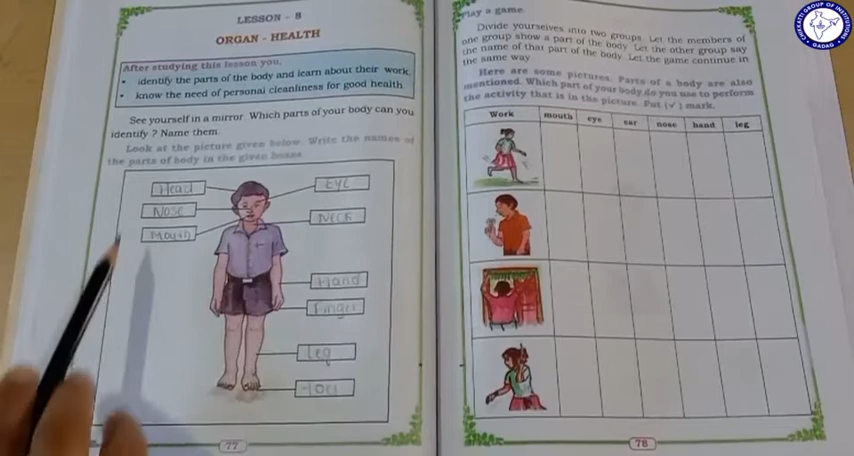 LESSON - 8
ORGAN - HEALTH
After studying this lesson you,
• identify the parts of the body and learn about their work.
• know the need of personal cleanliness for good health.
See yourself in a mirror. Which parts of your body can you
identify ? Name them.
Look at the picture given below. Write the names of
the parts of body in the given boxes
Head
Nose
Mouth
Eye
Neck
Hand
Finger
Leg
77
Play a game.
Divide yourselves into two groups. Let the members of
one group show a part of the body. Let the other group say
the name of that part of the body. Let the game continue in
the same way.
Here are some pictures. Parts of a body are also
mentioned. Which part of your body do you use to perform
the activity that is in the picture. Put (√) mark.
Work mouth eye ear nose hand leg
78
CHIKKATTI GROUP OF INSTITUTION
GADAG